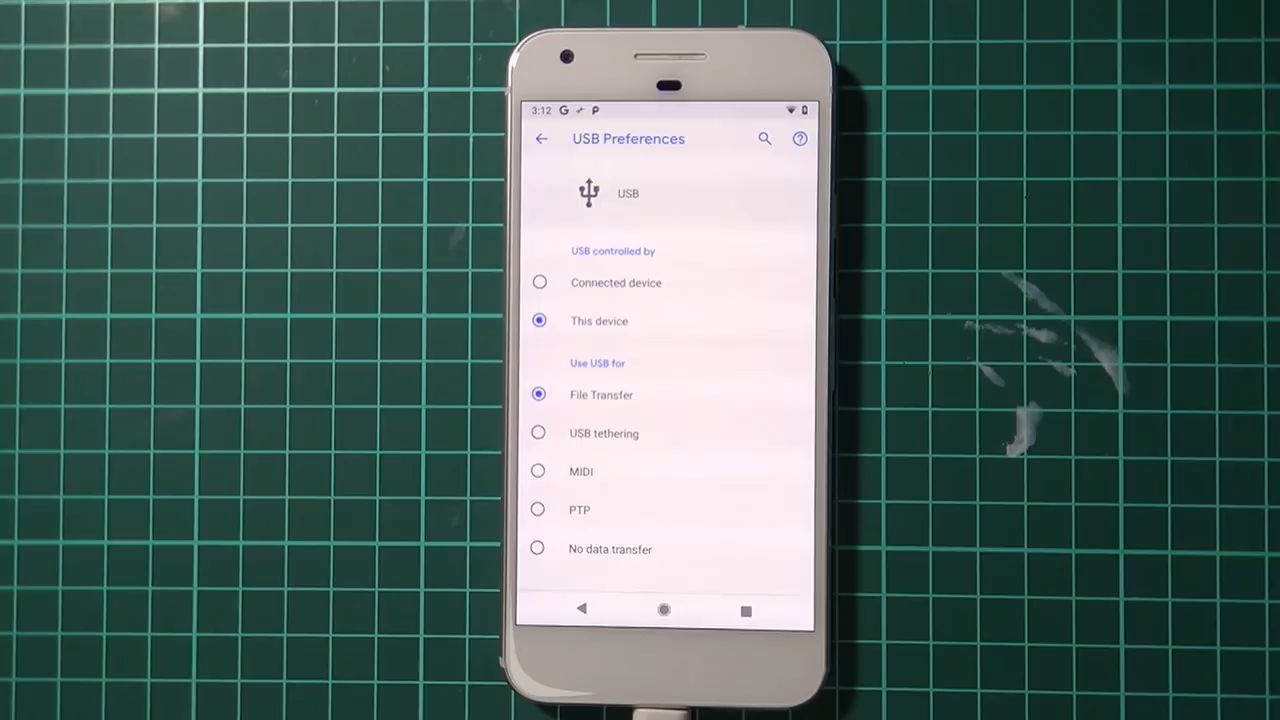 3:12
USB Preferences
USB
USB controlled by
Connected device
This device
Use USB for
File Transfer
USB tethering
MIDI
PTP
No data transfer